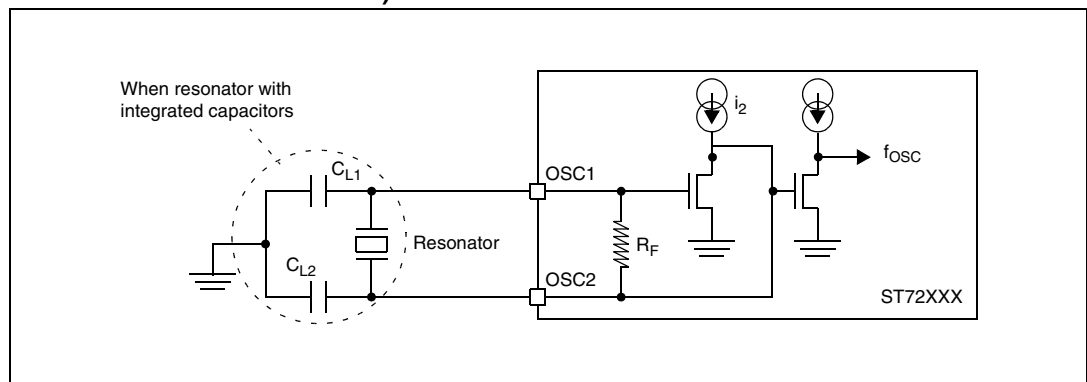 When resonator with
integrated capacitors
i2
fOSC
CL1
OSC1
Resonator
RF
CL2
OSC2
ST72XXX